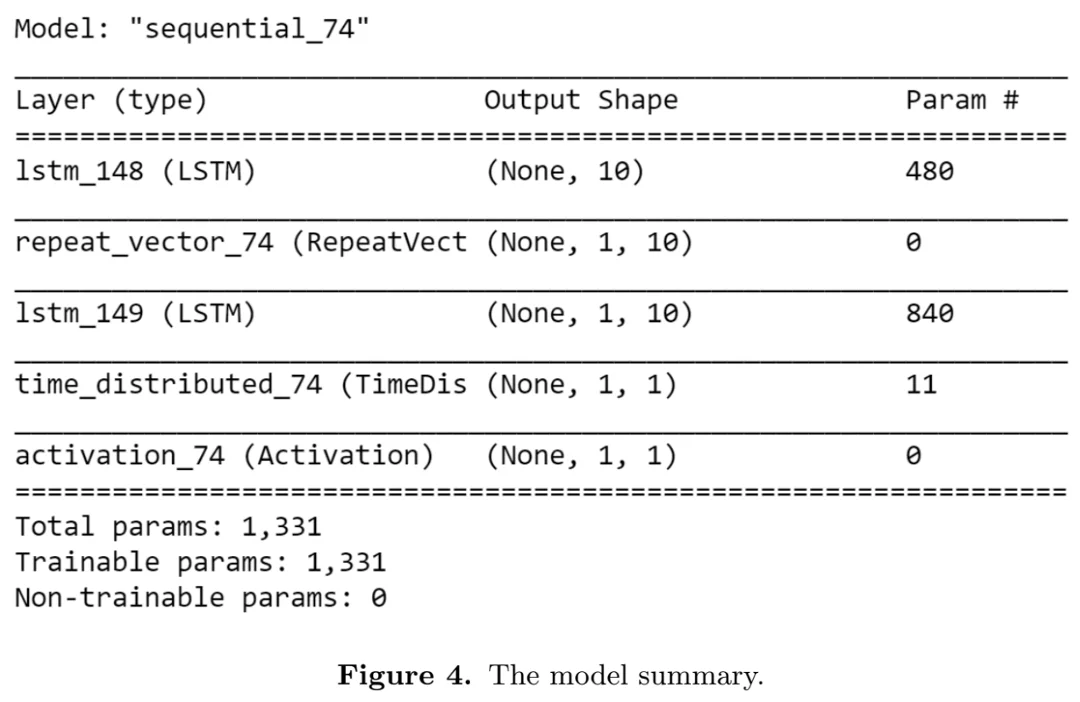 Model: "sequential_74"
Layer (type) Output Shape Param #
=================================================================
lstm_148 (LSTM) (None, 10) 480
repeat_vector_74 (RepeatVect (None, 1, 10) 0
lstm_149 (LSTM) (None, 1, 10) 840
time_distributed_74 (TimeDis (None, 1, 1) 11
activation_74 (Activation) (None, 1, 1) 0
=================================================================
Total params: 1,331
Trainable params: 1,331
Non-trainable params: 0
Figure 4. The model summary.